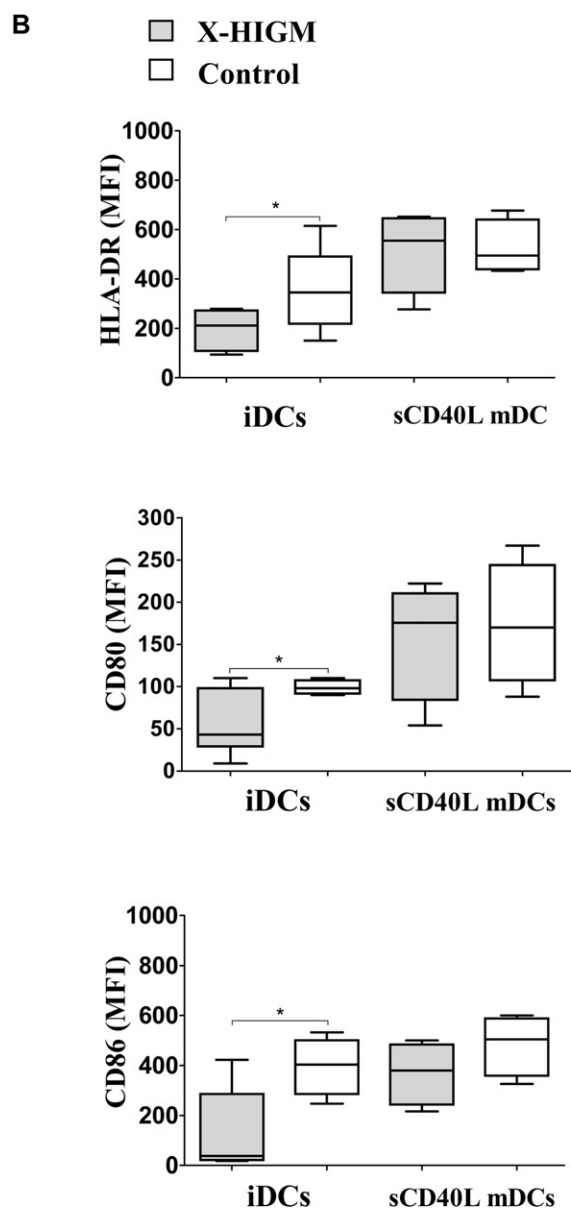 B
X-HIGM
Control
HLA-DR (MFI)
1000
800
600
400
200
0
*
iDCs sCD40L mDC
CD80 (MFI)
300
250
200
150
100
50
0
*
iDCs sCD40L mDCs
CD86 (MFI)
1000
800
600
400
200
0
*
iDCs sCD40L mDCs